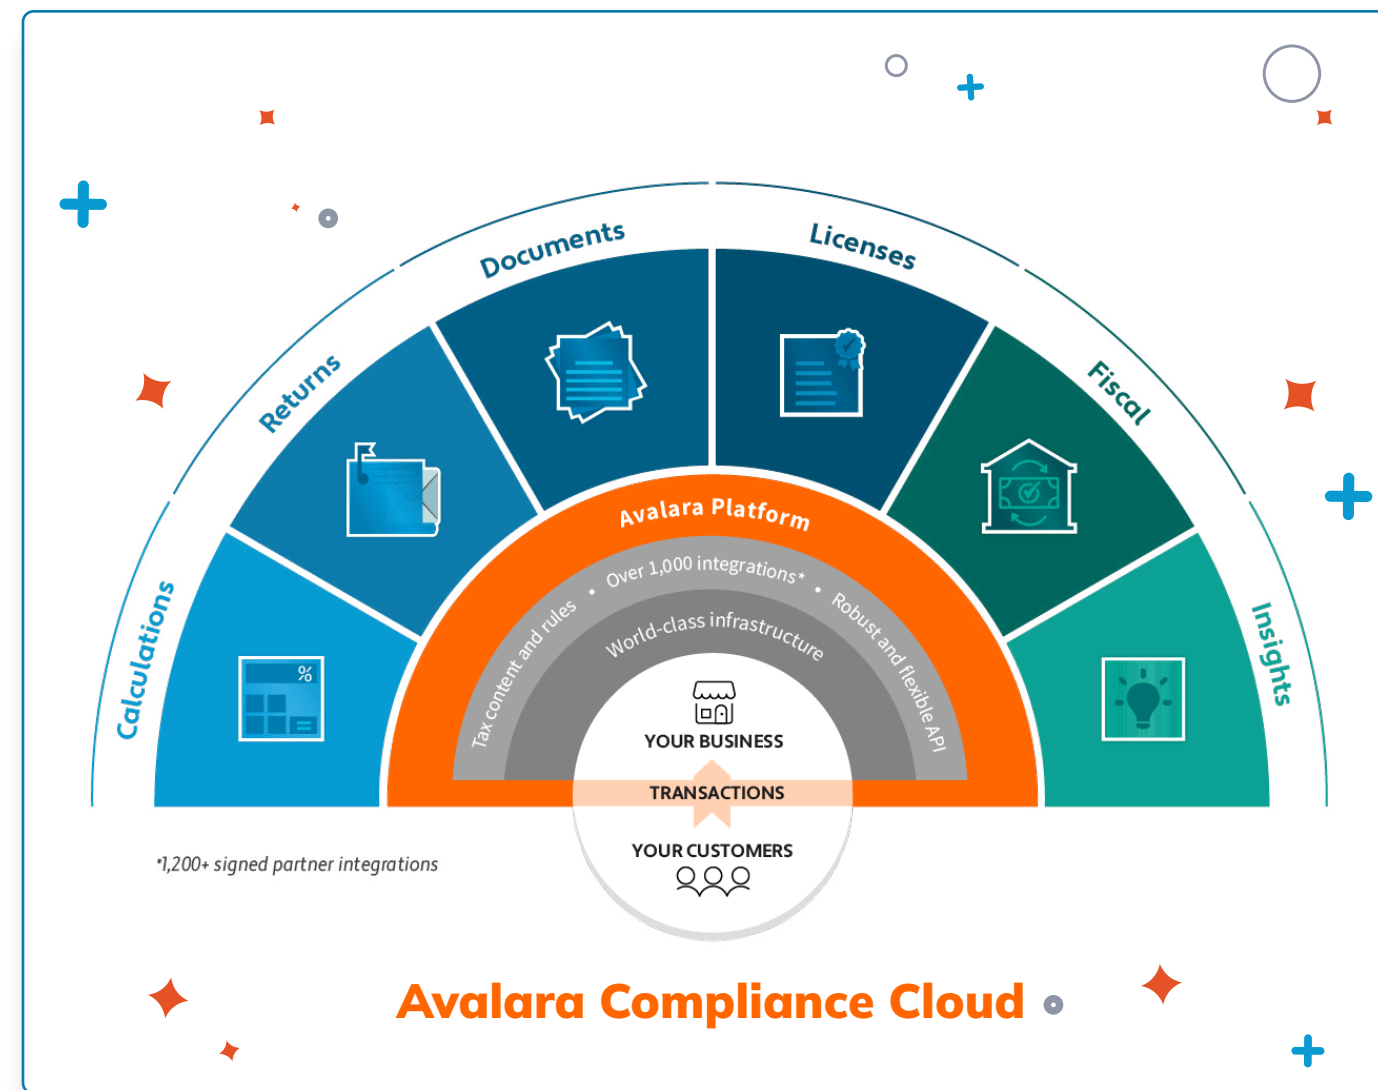 Calculations
Returns
Documents
Licenses
Fiscal
Insights
%
Avalara Platform
Tax content and rules • Over 1,000 integrations* • Robust and flexible API
World-class infrastructure
YOUR BUSINESS
TRANSACTIONS
YOUR CUSTOMERS
*1,200+ signed partner integrations
Avalara Compliance Cloud